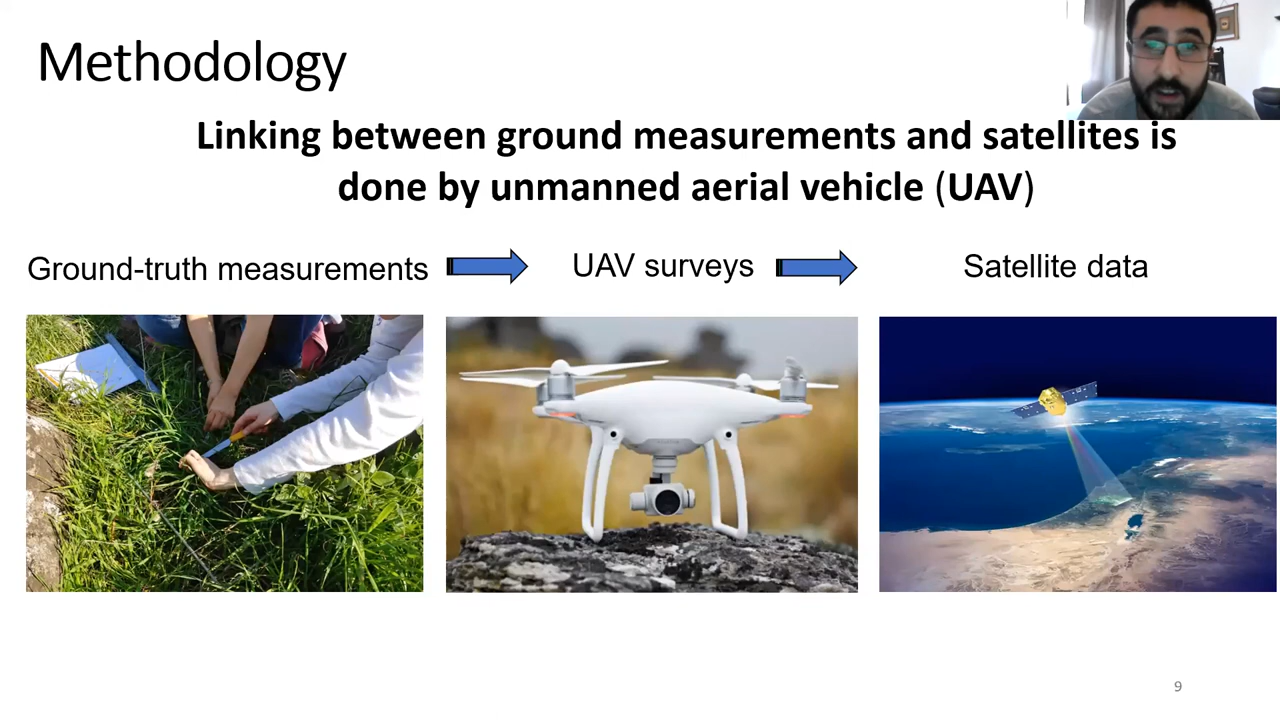 Methodology
Linking between ground measurements and satellites is
done by unmanned aerial vehicle (UAV)
Ground-truth measurements
UAV surveys
Satellite data
9